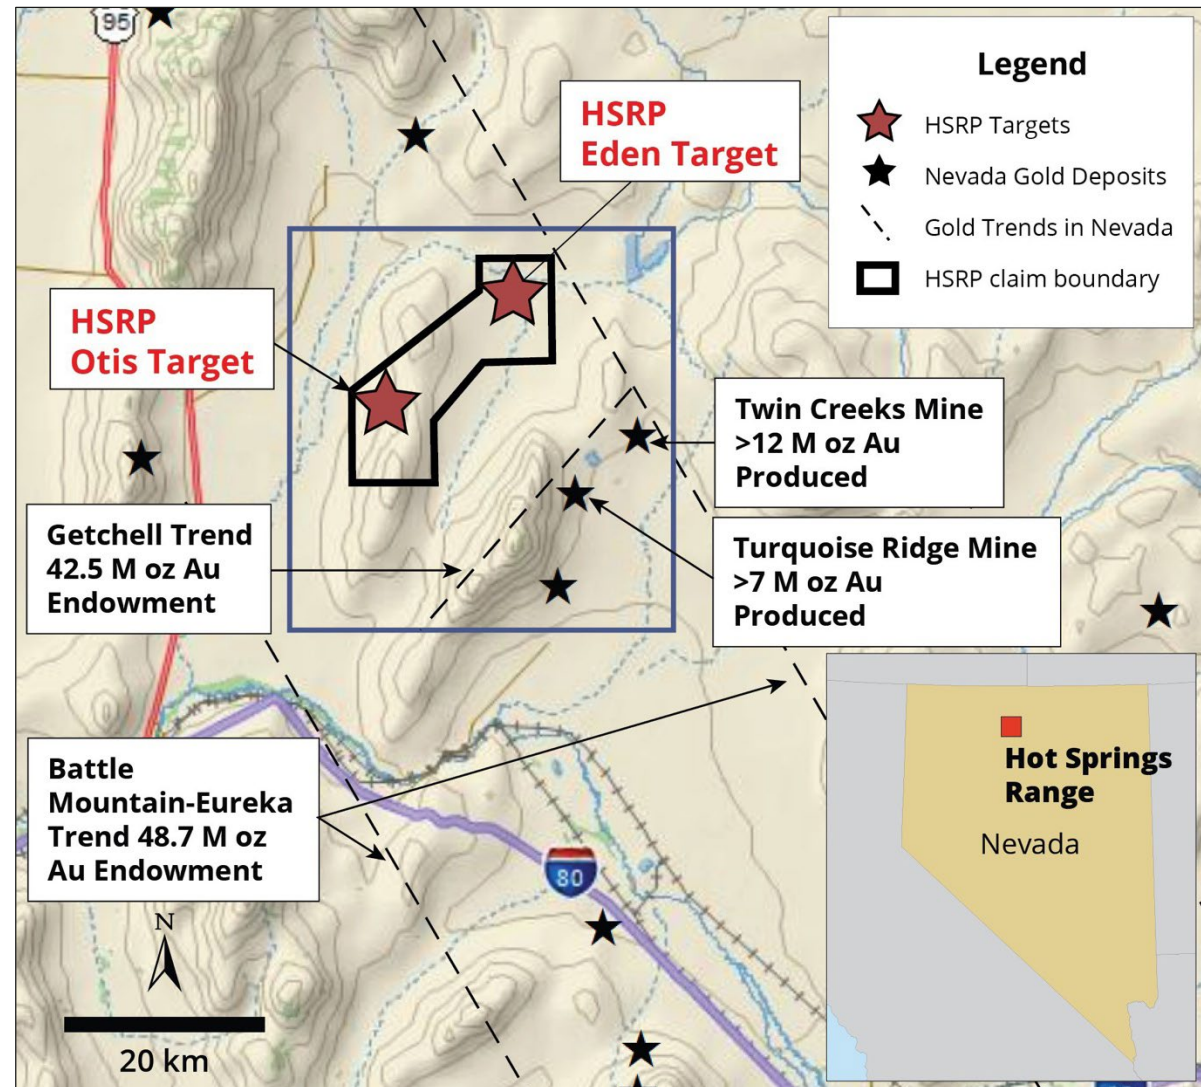 95
HSRP
Eden Target
Legend
HSRP Targets
Nevada Gold Deposits
Gold Trends in Nevada
HSRP claim boundary
HSRP
Otis Target
Twin Creeks Mine
>12 M oz Au
Produced
Getchell Trend
42.5 M oz Au
Endowment
Turquoise Ridge Mine
>7 M oz Au
Produced
Battle
Mountain-Eureka
Trend 48.7 M oz
Au Endowment
80
Hot Springs
Range
Nevada
N
20 km